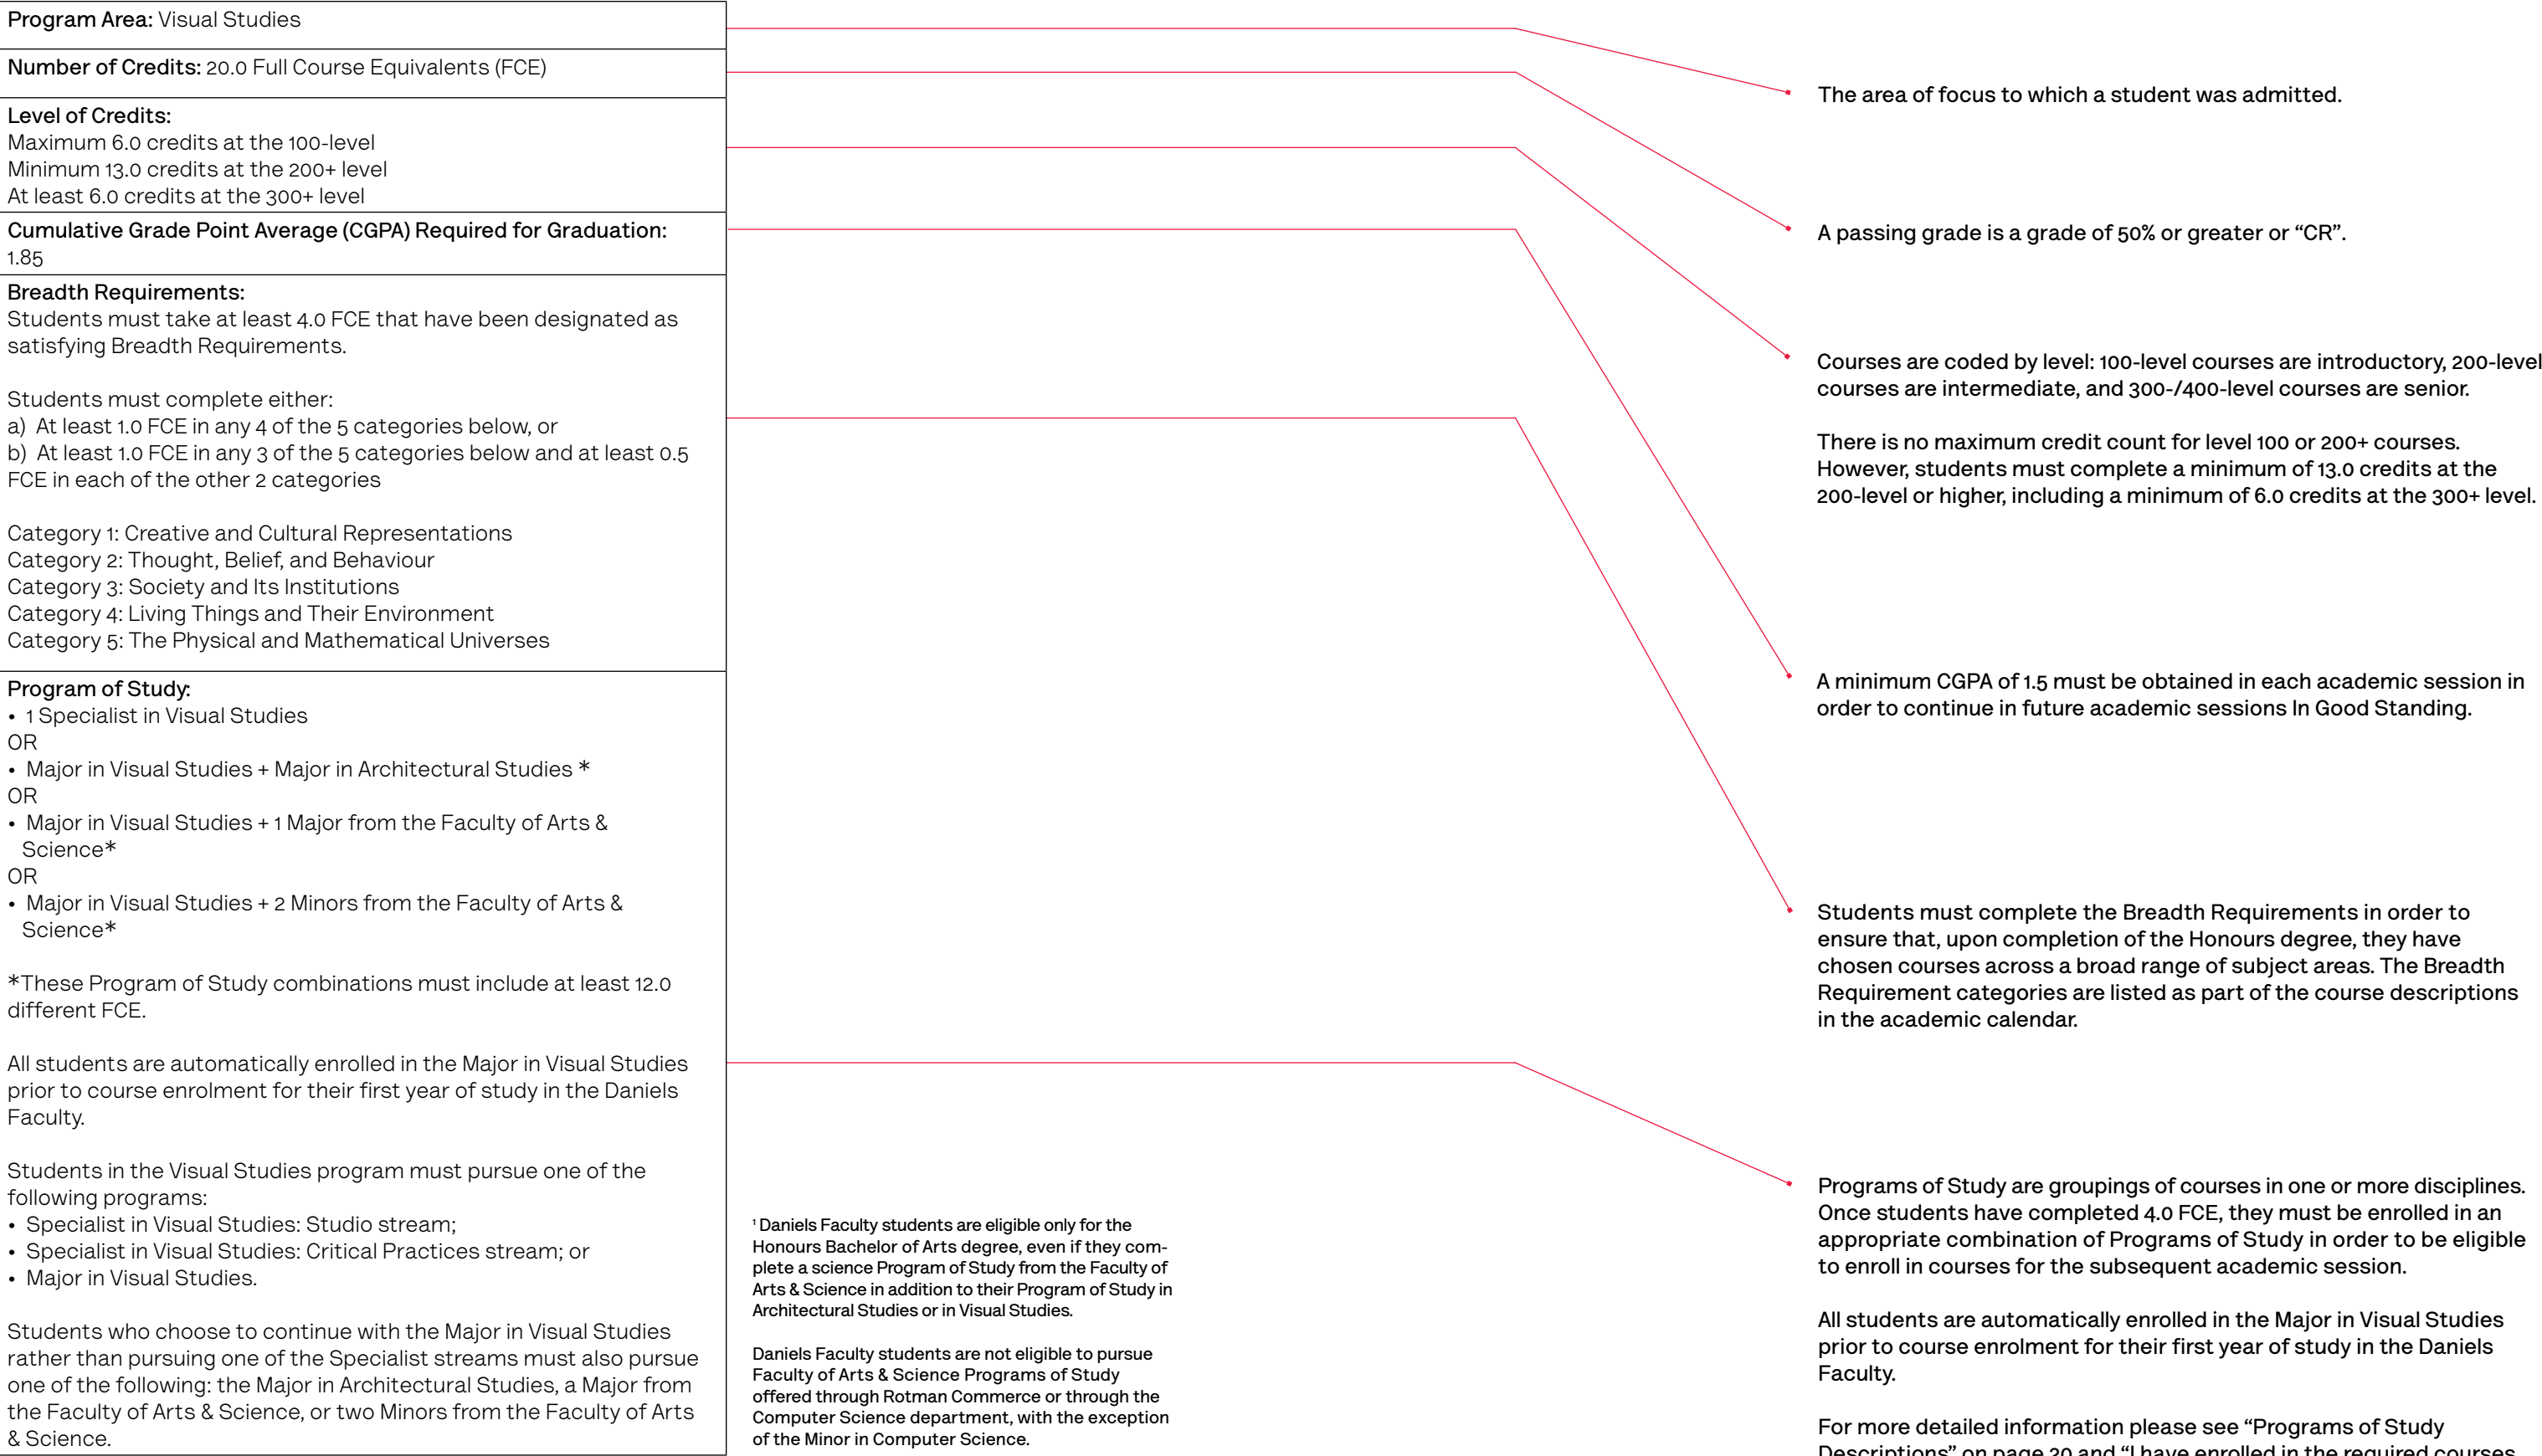 Program Area: Visual Studies
Number of Credits: 20.0 Full Course Equivalents (FCE)
Level of Credits:
Maximum 6.0 credits at the 100-level
Minimum 13.0 credits at the 200+ level
At least 6.0 credits at the 300+ level
Cumulative Grade Point Average (CGPA) Required for Graduation:
1.85
Breadth Requirements:
Students must take at least 4.0 FCE that have been designated as
satisfying Breadth Requirements.
Students must complete either:
a) At least 1.0 FCE in any 4 of the 5 categories below, or
b) At least 1.0 FCE in any 3 of the 5 categories below and at least 0.5
FCE in each of the other 2 categories
Category 1: Creative and Cultural Representations
Category 2: Thought, Belief, and Behaviour
Category 3: Society and Its Institutions
Category 4: Living Things and Their Environment
Category 5: The Physical and Mathematical Universes
Program of Study:
• 1 Specialist in Visual Studies
OR
• Major in Visual Studies + Major in Architectural Studies *
OR
• Major in Visual Studies + 1 Major from the Faculty of Arts &
Science*
OR
• Major in Visual Studies + 2 Minors from the Faculty of Arts &
Science*
*These Program of Study combinations must include at least 12.0
different FCE.
All students are automatically enrolled in the Major in Visual Studies
prior to course enrolment for their first year of study in the Daniels
Faculty.
Students in the Visual Studies program must pursue one of the
following programs:
• Specialist in Visual Studies: Studio stream;
• Specialist in Visual Studies: Critical Practices stream; or
• Major in Visual Studies.
Students who choose to continue with the Major in Visual Studies
rather than pursuing one of the Specialist streams must also pursue
one of the following: the Major in Architectural Studies, a Major from
the Faculty of Arts & Science, or two Minors from the Faculty of Arts
& Science.
¹ Daniels Faculty students are eligible only for the
Honours Bachelor of Arts degree, even if they com-
plete a science Program of Study from the Faculty of
Arts & Science in addition to their Program of Study in
Architectural Studies or in Visual Studies.
Daniels Faculty students are not eligible to pursue
Faculty of Arts & Science Programs of Study
offered through Rotman Commerce or through the
Computer Science department, with the exception
of the Minor in Computer Science.
The area of focus to which a student was admitted.
A passing grade is a grade of 50% or greater or “CR”.
Courses are coded by level: 100-level courses are introductory, 200-level
courses are intermediate, and 300-/400-level courses are senior.
There is no maximum credit count for level 100 or 200+ courses.
However, students must complete a minimum of 13.0 credits at the
200-level or higher, including a minimum of 6.0 credits at the 300+ level.
A minimum CGPA of 1.5 must be obtained in each academic session in
order to continue in future academic sessions In Good Standing.
Students must complete the Breadth Requirements in order to
ensure that, upon completion of the Honours degree, they have
chosen courses across a broad range of subject areas. The Breadth
Requirement categories are listed as part of the course descriptions
in the academic calendar.
Programs of Study are groupings of courses in one or more disciplines.
Once students have completed 4.0 FCE, they must be enrolled in an
appropriate combination of Programs of Study in order to be eligible
to enroll in courses for the subsequent academic session.
All students are automatically enrolled in the Major in Visual Studies
prior to course enrolment for their first year of study in the Daniels
Faculty.
For more detailed information please see “Programs of Study
Descriptions” on page 20 and “I have enrolled in the required courses